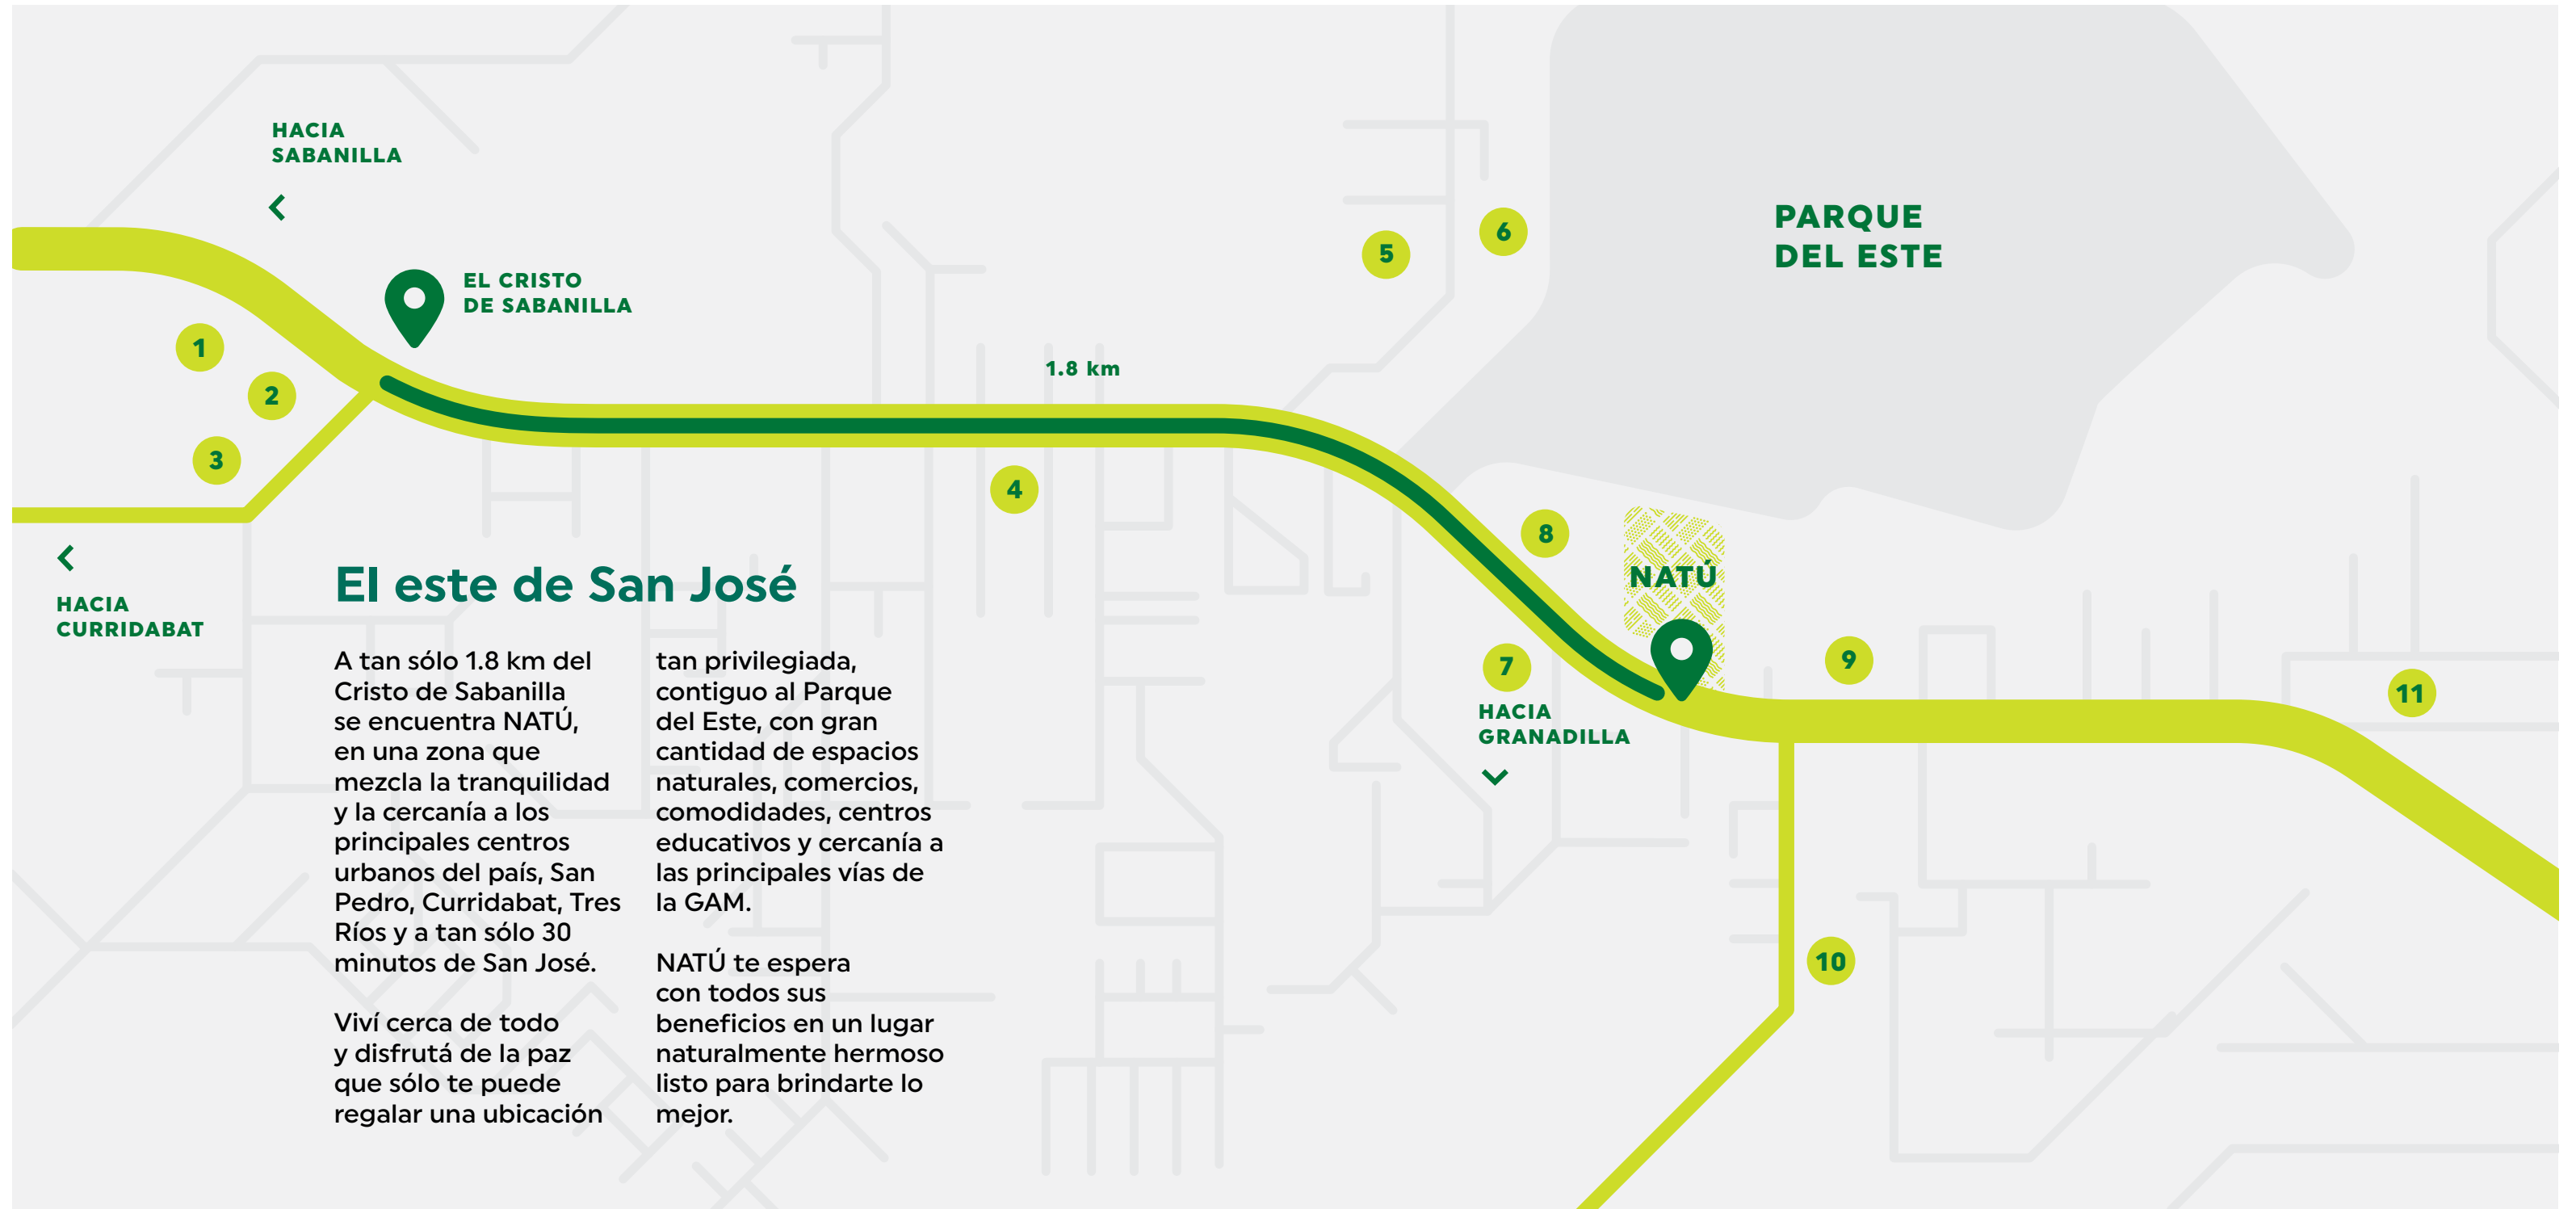 HACIA
SABANILLA
EL CRISTO
DE SABANILLA
1
2
3
HACIA
CURRIDABAT
1.8 km
4
5
6
PARQUE
DEL ESTE
8
NATÚ
7
HACIA
GRANADILLA
9
10
11
El este de San José
A tan sólo 1.8 km del
Cristo de Sabanilla
se encuentra NATÚ,
en una zona que
mezcla la tranquilidad
y la cercanía a los
principales centros
urbanos del país, San
Pedro, Curridabat, Tres
Ríos y a tan sólo 30
minutos de San José.
Viví cerca de todo
y disfrutá de la paz
que sólo te puede
regalar una ubicación
tan privilegiada,
contiguo al Parque
del Este, con gran
cantidad de espacios
naturales, comercios,
comodidades, centros
educativos y cercanía a
las principales vías de
la GAM.
NATÚ te espera
con todos sus
beneficios en un lugar
naturalmente hermoso
listo para brindarte lo
mejor.